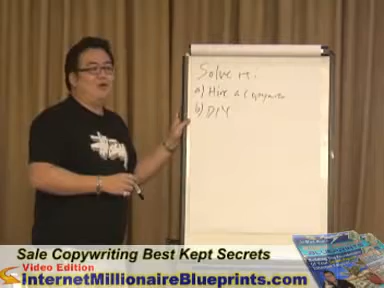 Solve it.
a) Hire a Copywriter
b) DIY
Sale Copywriting Best Kept Secrets
Video Edition
InternetMillionaireBlueprints.com